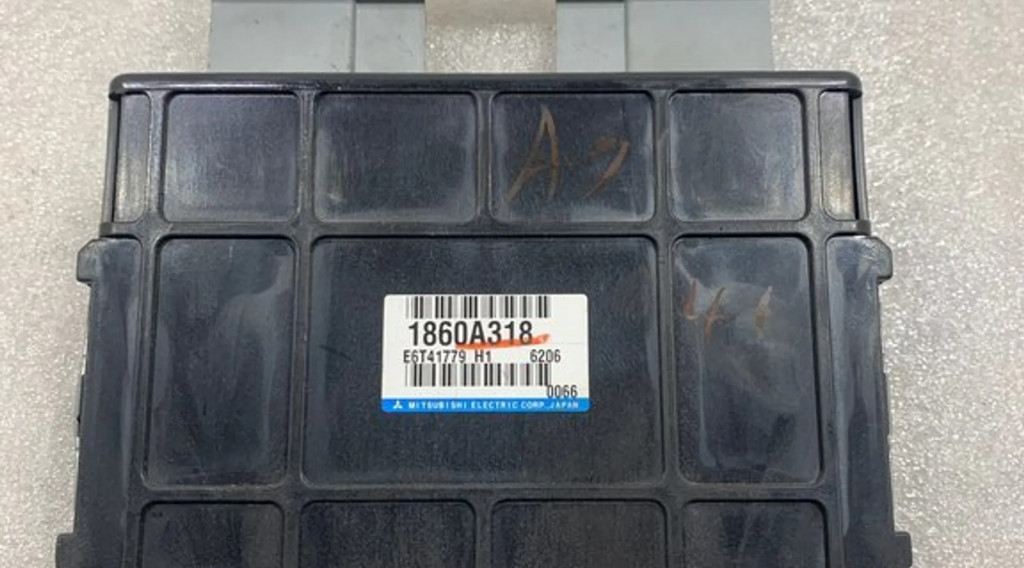 A
1860A318
E6T41779 H1 6206
0066
MITSUBISHI ELECTRIC CORP. JAPAN